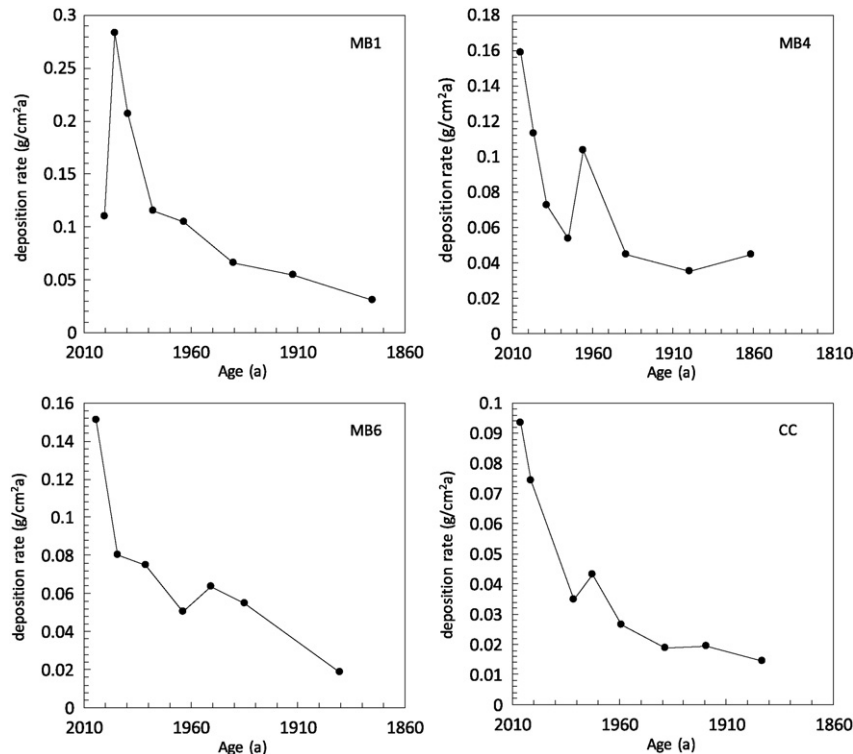 MB1
deposition rate (g/cm²a)
0.3
0.25
0.2
0.15
0.1
0.05
0
2010 1960 1910 1860
Age (a)
MB4
deposition rate (g/cm²a)
0.18
0.16
0.14
0.12
0.1
0.08
0.06
0.04
0.02
0
2010 1960 1910 1860 1810
Age (a)
MB6
deposition rate (g/cm²a)
0.16
0.14
0.12
0.1
0.08
0.06
0.04
0.02
0
2010 1960 1910 1860
Age (a)
CC
deposition rate (g/cm²a)
0.1
0.09
0.08
0.07
0.06
0.05
0.04
0.03
0.02
0.01
0
2010 1960 1910 1860
Age (a)